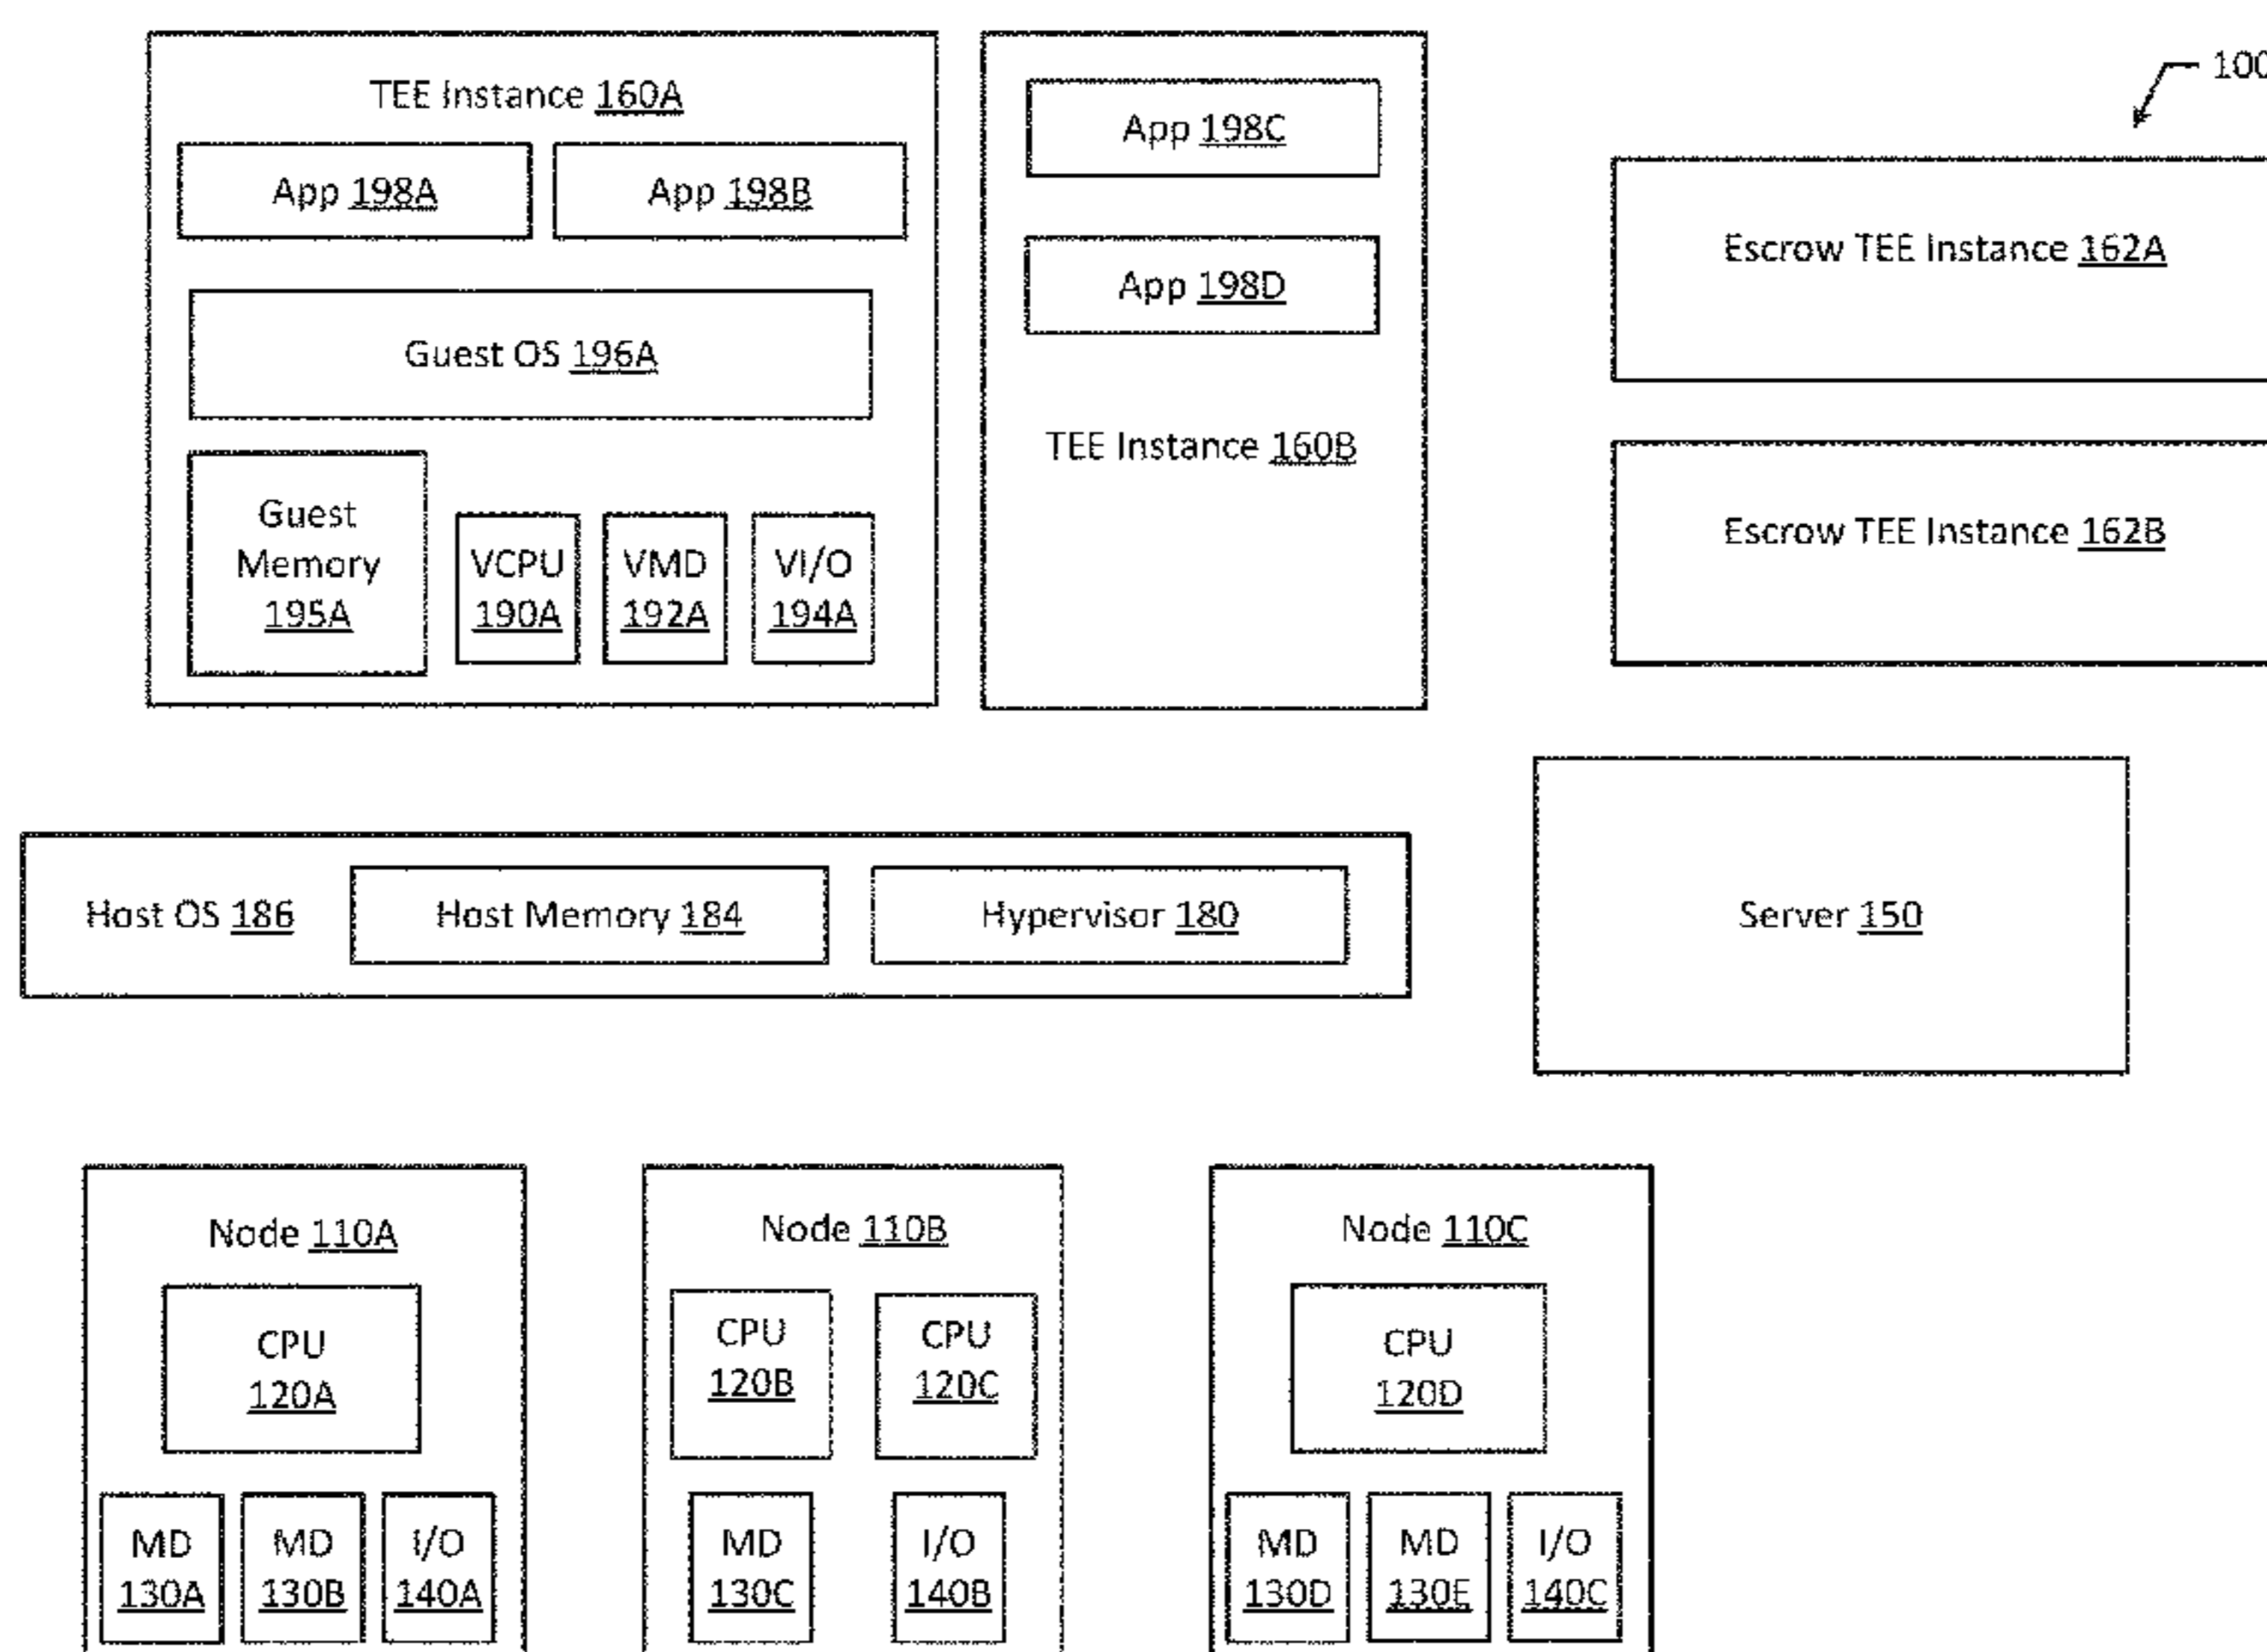 100
TEE Instance 160A
App 198A
App 198B
Guest OS 196A
Guest
Memory
195A
VCPU
190A
VMD
192A
VI/O
194A
App 198C
App 198D
TEE Instance 160B
Escrow TEE Instance 162A
Escrow TEE Instance 162B
Host OS 186
Host Memory 184
Hypervisor 180
Server 150
Node 110A
CPU
120A
MD
130A
MD
130B
I/O
140A
Node 110B
CPU
120B
CPU
120C
MD
130C
I/O
140B
Node 110C
CPU
120D
MD
130D
MD
130E
I/O
140C